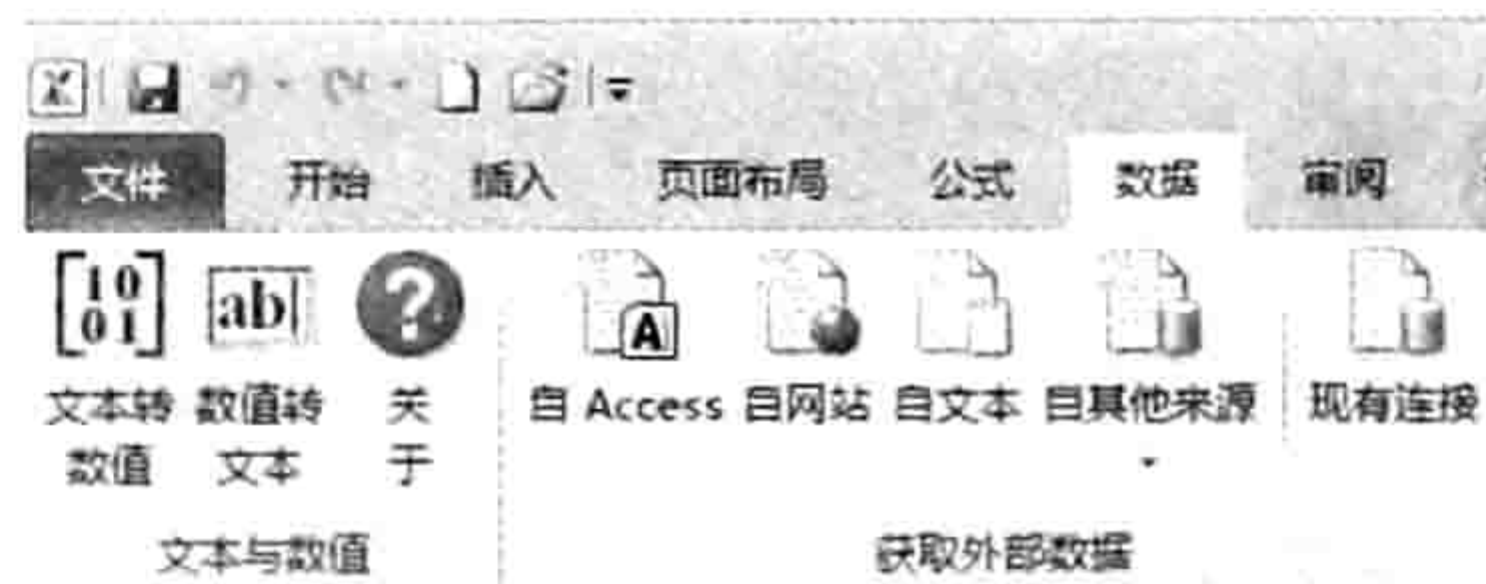 文件 开始 插入 页面布局 公式 数据 审阅
10 ab| ? A
01
文本转 数值转 关 自 Access 自网站 自文本 自其他来源 现有连接
数值 文本 于
文本与数值 获取外部数据